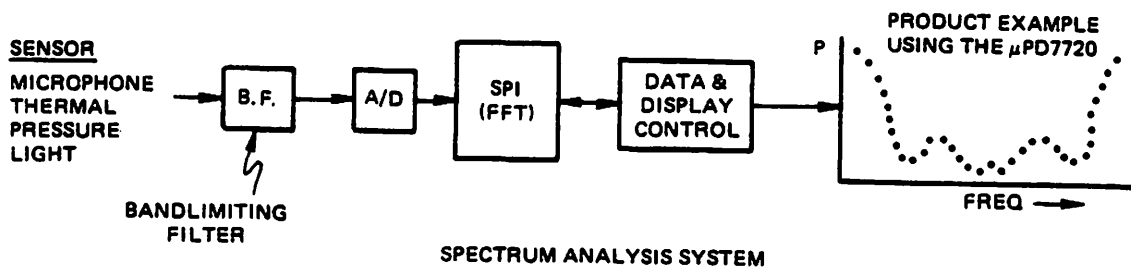 PRODUCT EXAMPLE
USING THE µPD7720
SENSOR
MICROPHONE
THERMAL
PRESSURE
LIGHT
B.F.
A/D
SPI
(FFT)
DATA &
DISPLAY
CONTROL
P
FREQ
BANDLIMITING
FILTER
SPECTRUM ANALYSIS SYSTEM